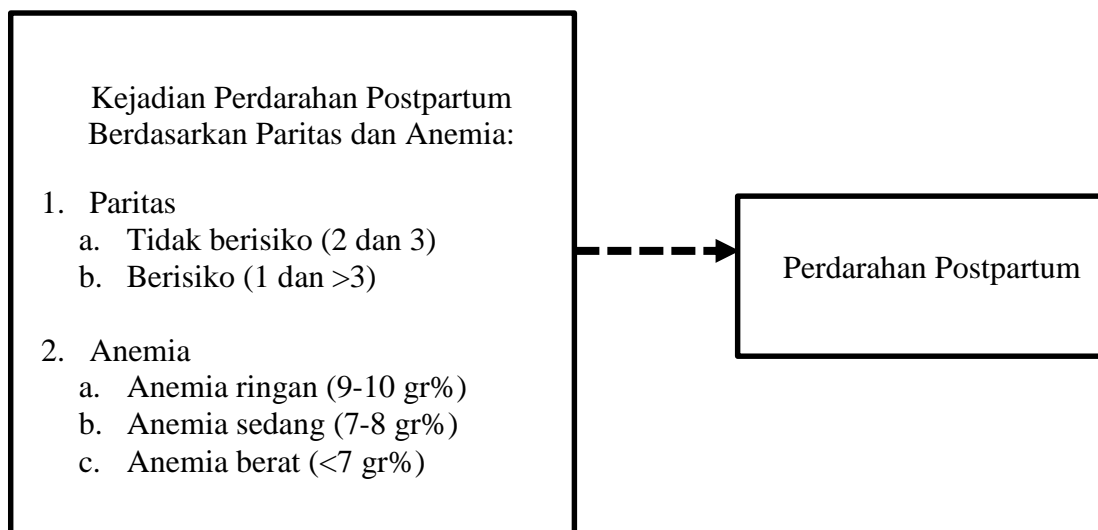 Kejadian Perdarahan Postpartum
Berdasarkan Paritas dan Anemia:
1. Paritas
a. Tidak berisiko (2 dan 3)
b. Berisiko (1 dan >3)
2. Anemia
a. Anemia ringan (9-10 gr%)
b. Anemia sedang (7-8 gr%)
c. Anemia berat (<7 gr%)
Perdarahan Postpartum